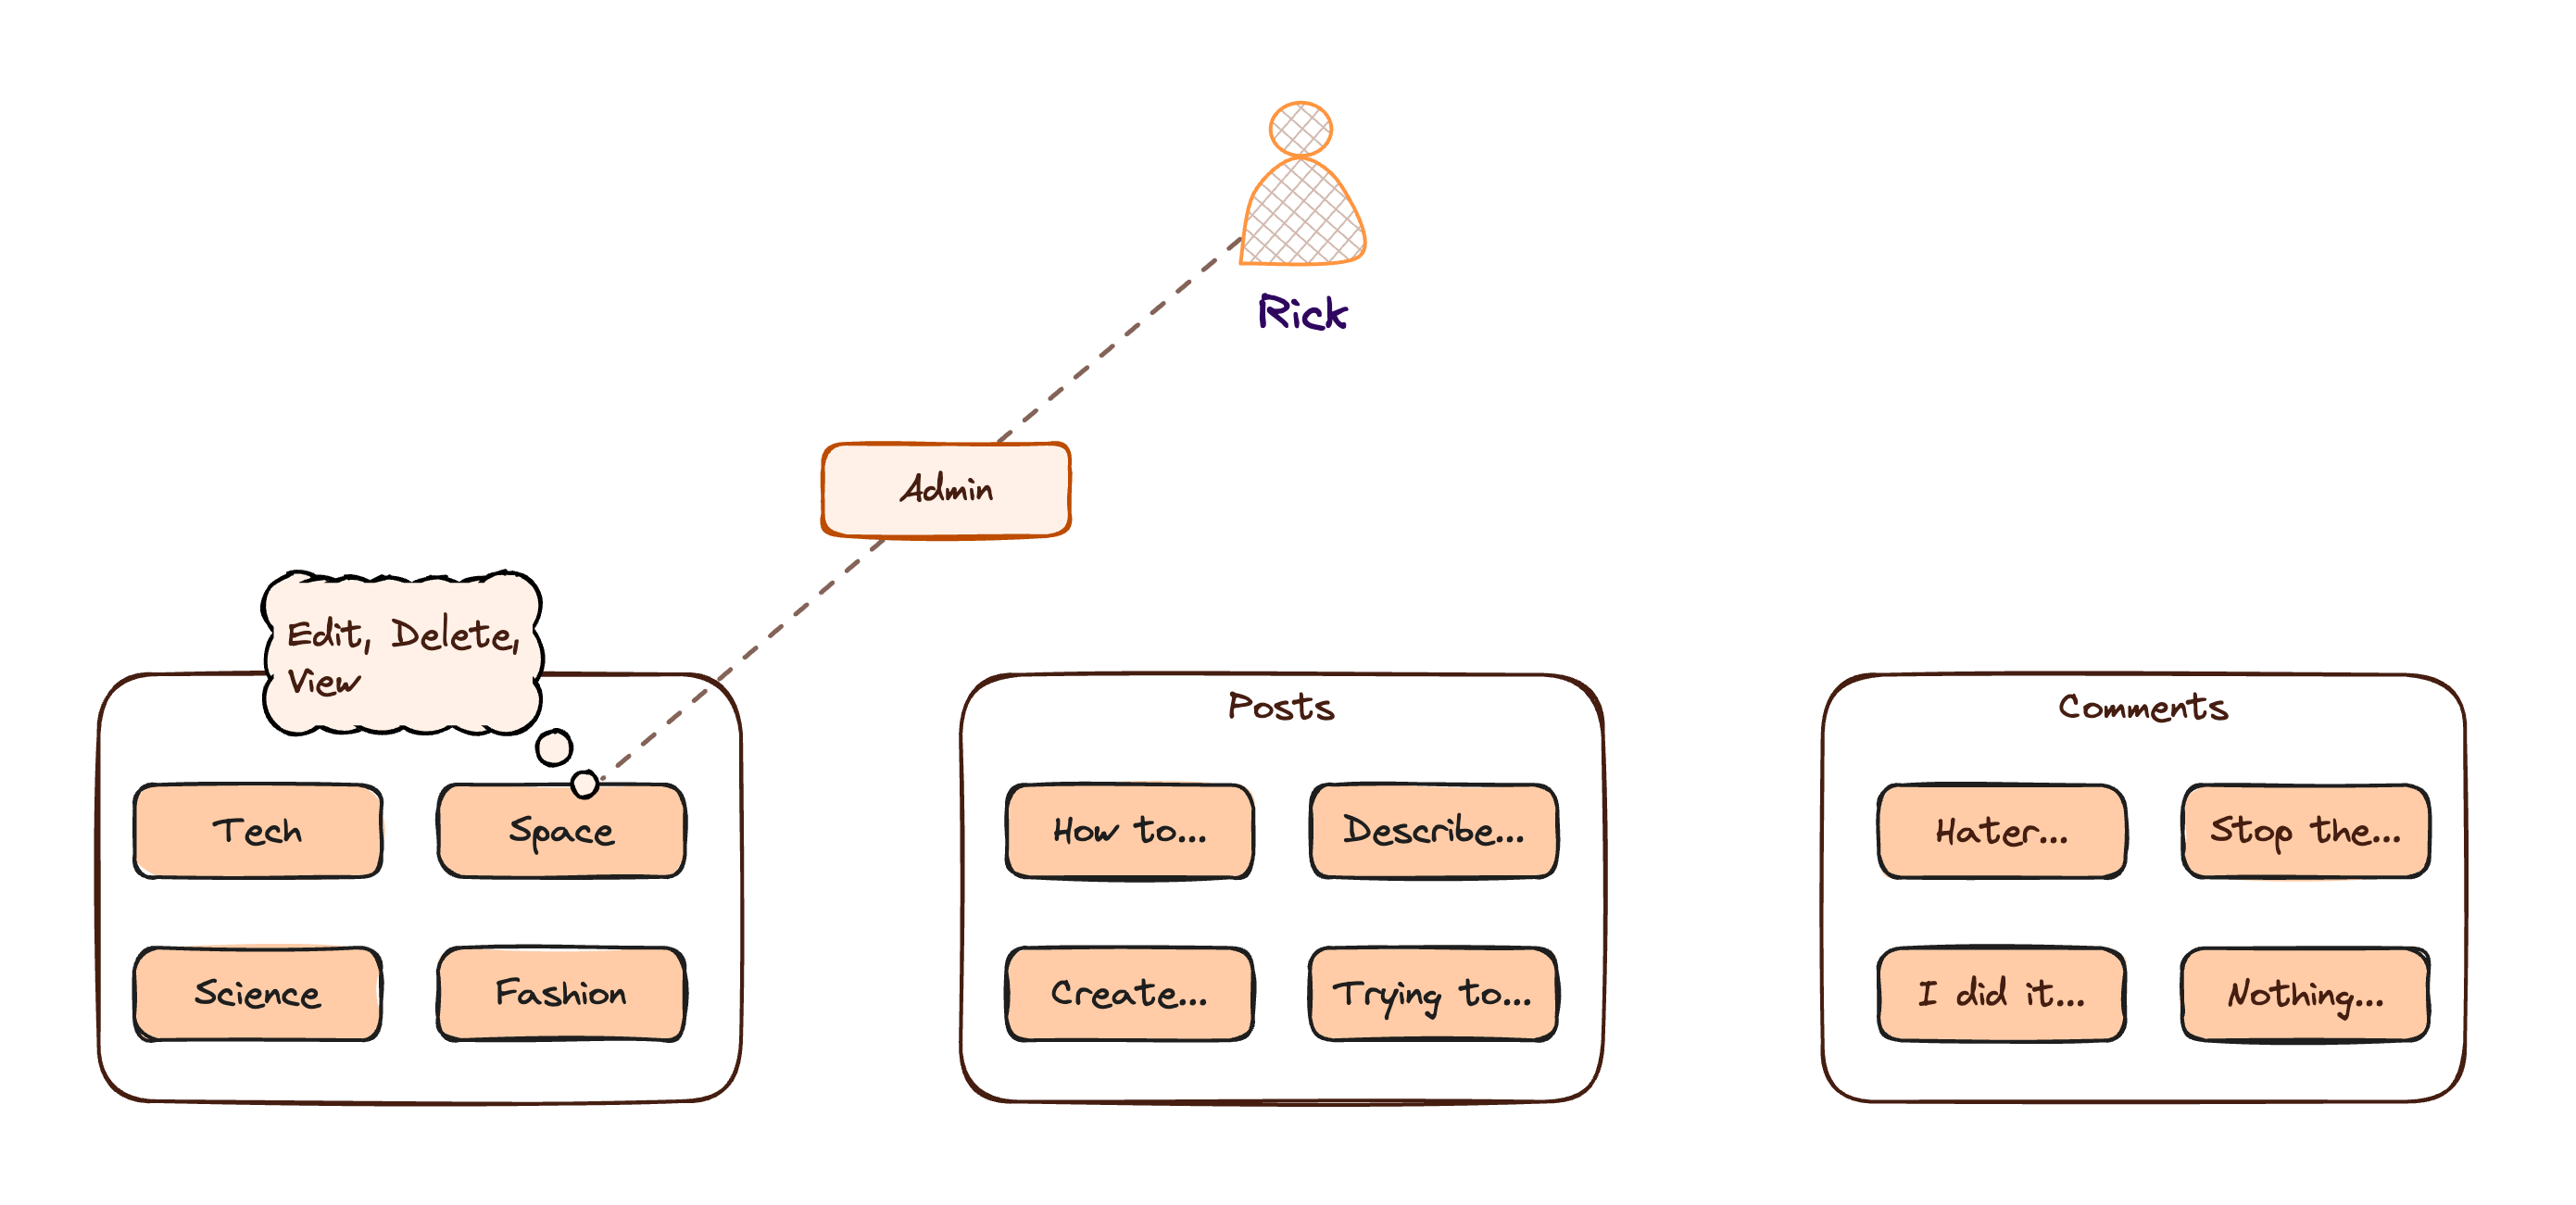 Rick
Admin
Edit, Delete,
View
Tech
Space
Science
Fashion
Posts
How to...
Describe...
Create...
Trying to...
Comments
Hater...
Stop the...
I did it...
Nothing...